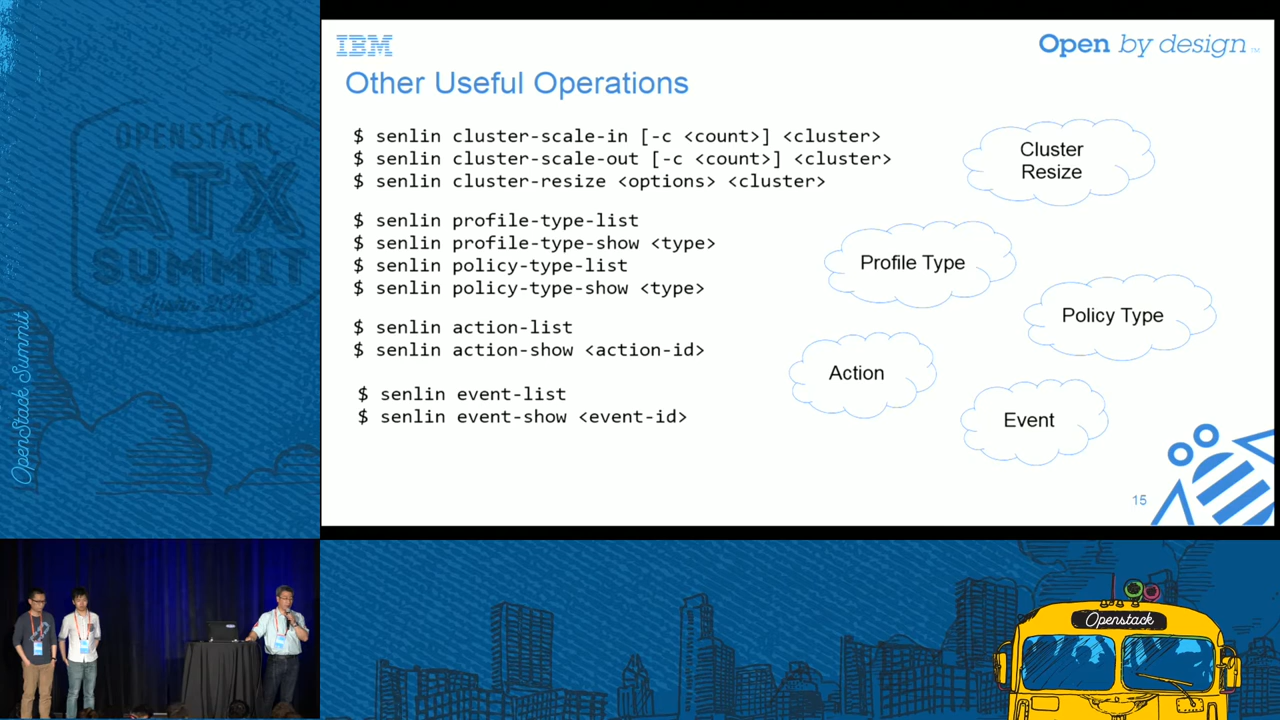 IBM
Open by design™
Other Useful Operations
$ senlin cluster-scale-in [-c <count>] <cluster>
$ senlin cluster-scale-out [-c <count>] <cluster>
$ senlin cluster-resize <options> <cluster>
Cluster
Resize
$ senlin profile-type-list
$ senlin profile-type-show <type>
$ senlin policy-type-list
$ senlin policy-type-show <type>
Profile Type
Policy Type
$ senlin action-list
$ senlin action-show <action-id>
Action
$ senlin event-list
$ senlin event-show <event-id>
Event
15
OPENSTACK
ATX
SUMMIT
OpenStack Summit
Openstack